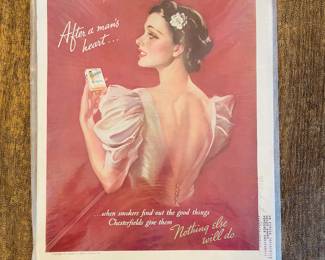 After a man's
heart...
...when smokers find out the good things
Chesterfields give them
Nothing else
will do